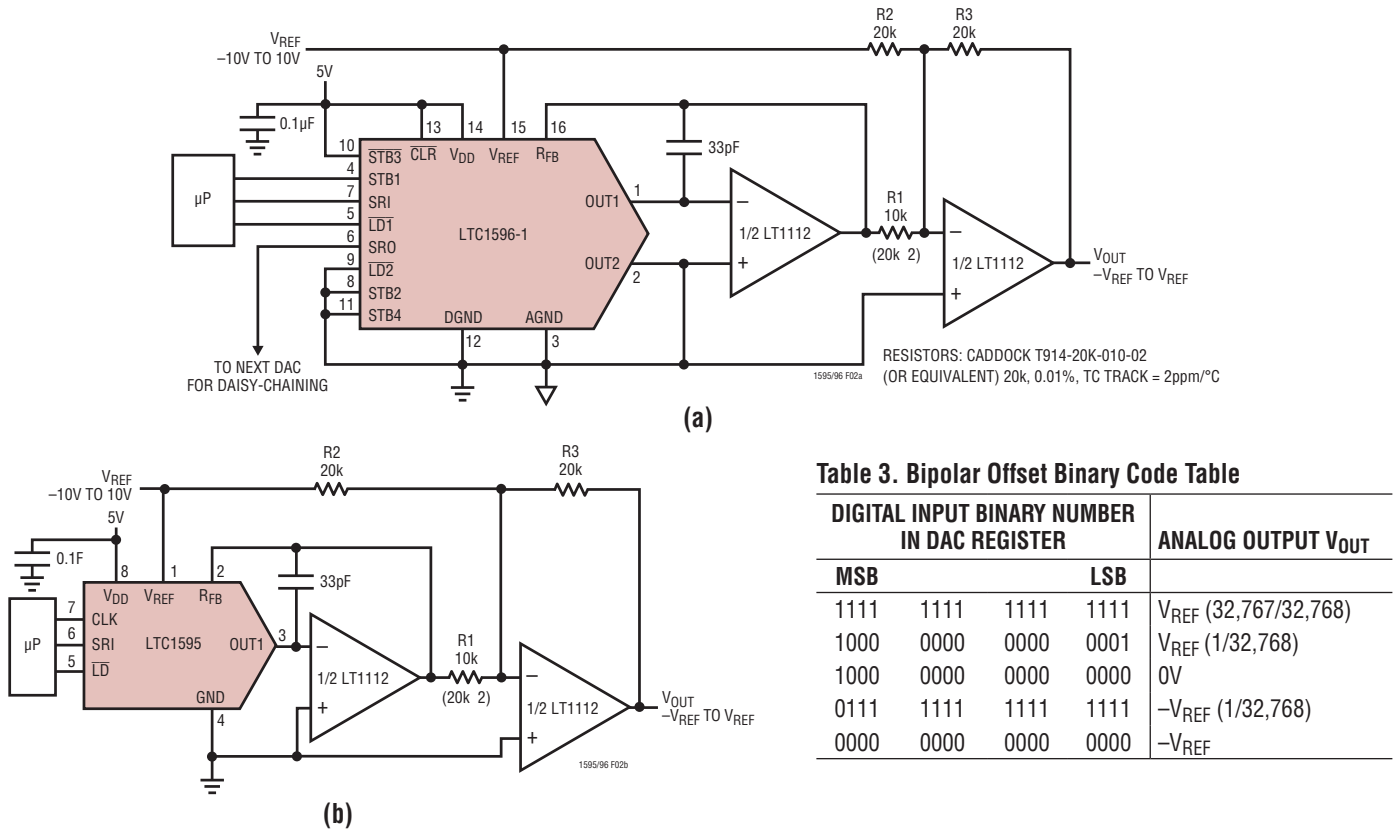 R2
20k
R3
20k
VREF
–10V TO 10V
5V
0.1µF
13
14
15
16
33pF
10
4
7
5
6
9
8
11
STB3
CLR
VDD
VREF
RFB
STB1
SRI
LD1
SRO
LD2
STB2
STB4
µP
LTC1596-1
OUT1
1
OUT2
2
DGND
AGND
12
3
1/2 LT1112
–
+
R1
10k
(20k 2)
–
1/2 LT1112
+
VOUT
–VREF TO VREF
TO NEXT DAC
FOR DAISY-CHAINING
1595/96 F02a
RESISTORS: CADDOCK T914-20K-010-02
(OR EQUIVALENT) 20k, 0.01%, TC TRACK = 2ppm/°C
(a)
R2
20k
R3
20k
VREF
–10V TO 10V
5V
0.1F
8
1
2
33pF
VDD
VREF
RFB
µP
7
CLK
6
SRI
5
LD
LTC1595
OUT1
3
GND
4
–
1/2 LT1112
+
R1
10k
(20k 2)
–
1/2 LT1112
+
VOUT
–VREF TO VREF
1595/96 F02b
(b)
Table 3. Bipolar Offset Binary Code Table
DIGITAL INPUT BINARY NUMBER
IN DAC REGISTER
ANALOG OUTPUT VOUT
MSB LSB
1111 1111 1111 1111 VREF (32,767/32,768)
1000 0000 0000 0001 VREF (1/32,768)
1000 0000 0000 0000 0V
0111 1111 1111 1111 –VREF (1/32,768)
0000 0000 0000 0000 –VREF